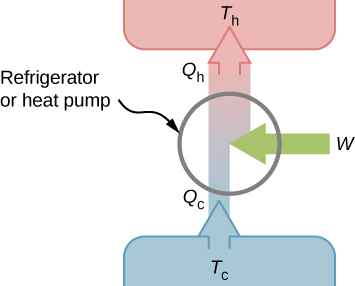 Th
Qh
Refrigerator
or heat pump
W
Qc
Tc